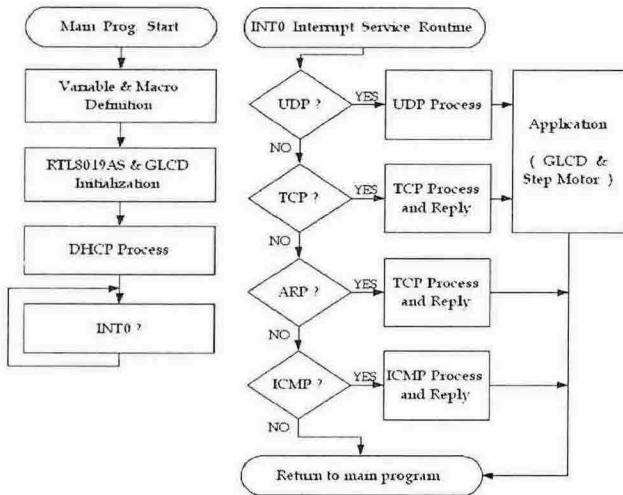 Main Prog. Start
Variable & Macro
Definition
RTL8019AS & GLCD
Initialization
DHCP Process
INT0 ?
INT0 Interrupt Service Routine
UDP ?
YES
UDP Process
NO
TCP ?
YES
TCP Process
and Reply
NO
ARP ?
YES
TCP Process
and Reply
NO
ICMP ?
YES
ICMP Process
and Reply
NO
Return to main program
Application
( GLCD &
Step Motor )